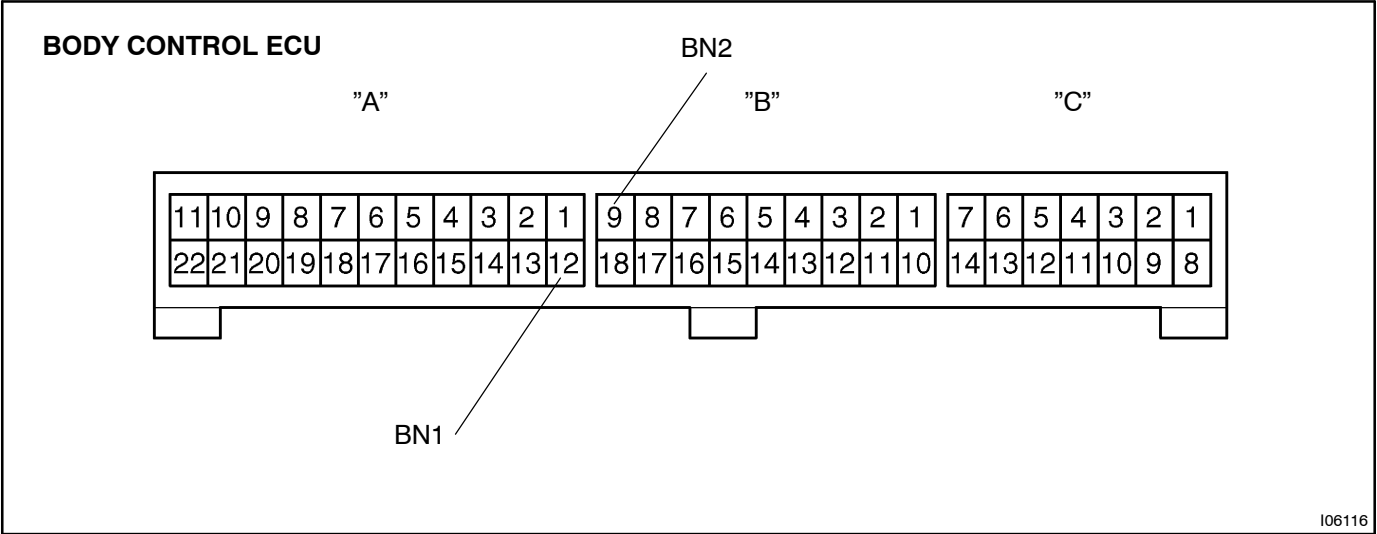 BODY CONTROL ECU
BN2
”A” ”B” ”C”
11 10 9 8 7 6 5 4 3 2 1 9 8 7 6 5 4 3 2 1 7 6 5 4 3 2 1
22 21 20 19 18 17 16 15 14 13 12 18 17 16 15 14 13 12 11 10 14 13 12 11 10 9 8
BN1
I06116